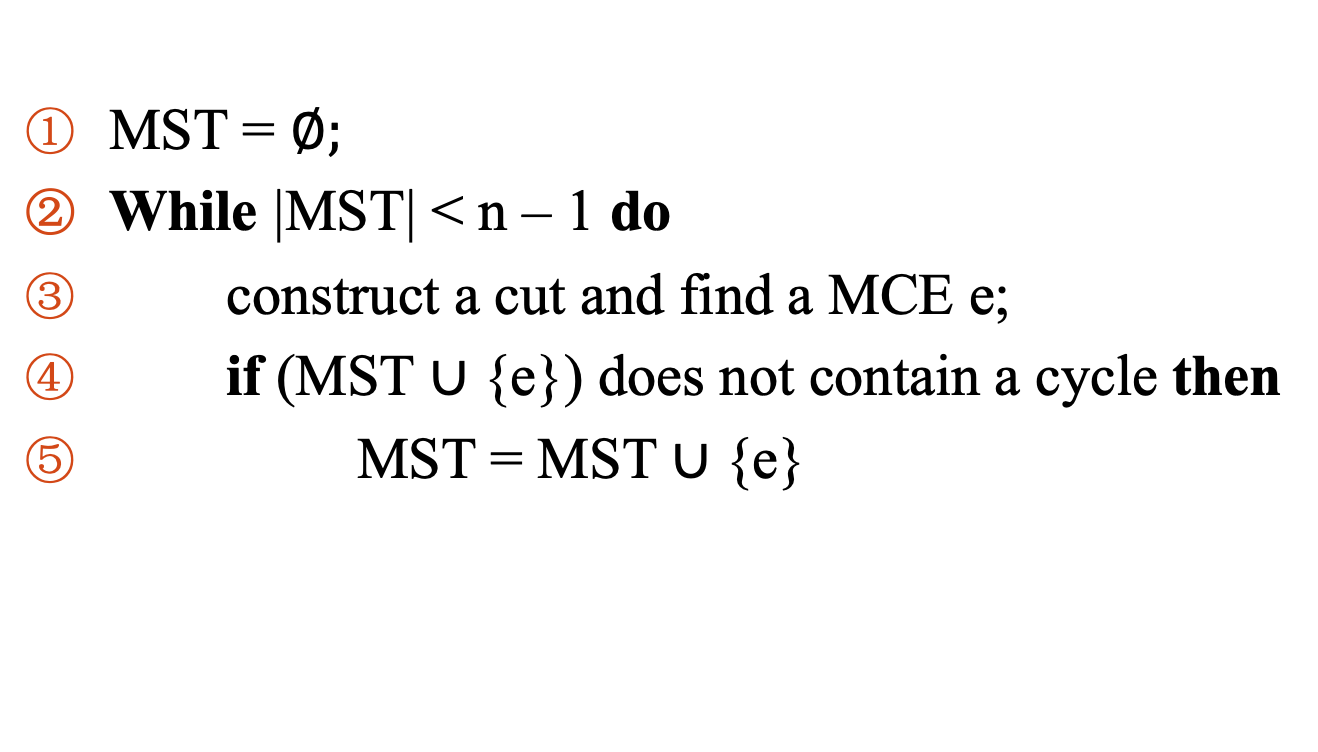 ① MST = ∅;
② While |MST| < n – 1 do
③ construct a cut and find a MCE e;
④ if (MST ∪ {e}) does not contain a cycle then
⑤ MST = MST ∪ {e}